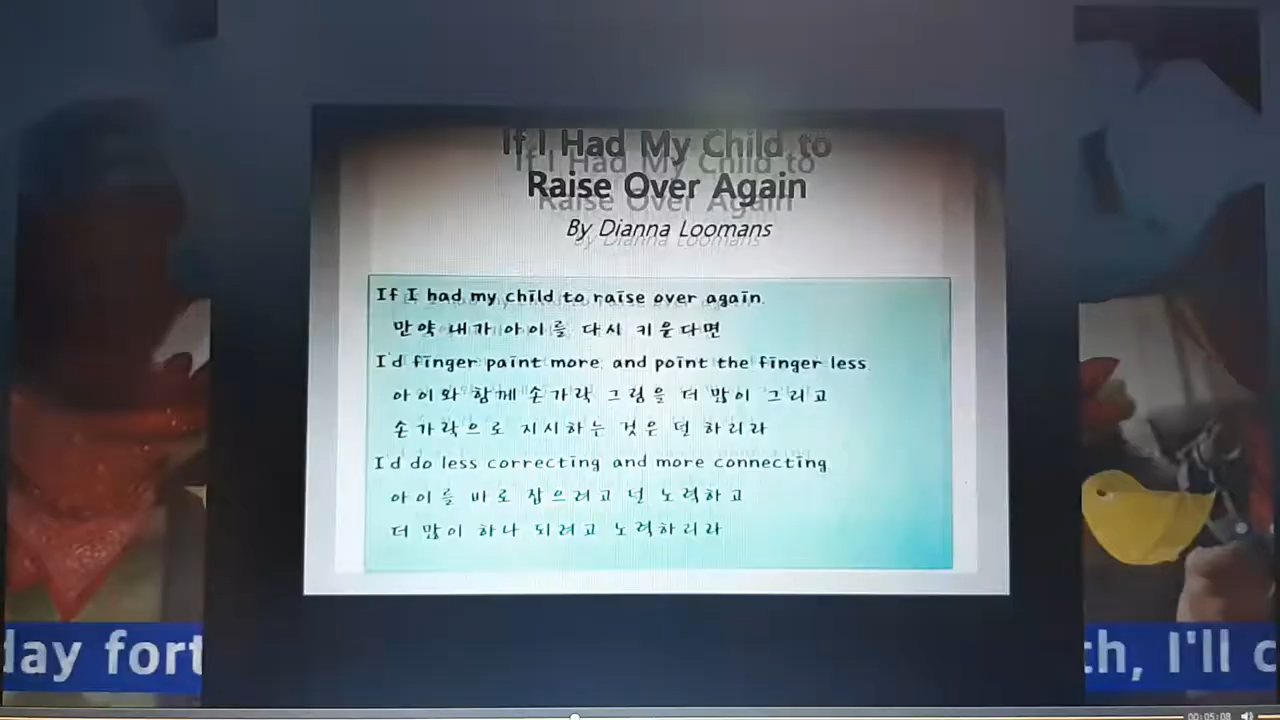 If I Had My Child to
Raise Over Again
By Dianna Loomans
If I had my child to raise over again.
만약 내가 아이를 다시 키운다면
I'd finger paint more, and point the finger less.
아이와 함께 손가락 그림을 더 많이 그리고
손가락으로 지시하는 것은 덜 하리라
I'd do less correcting and more connecting
아이를 바로 잡으려고 덜 노력하고
더 많이 하나 되려고 노력하리라
day fort
th, I'll c
00:05:08